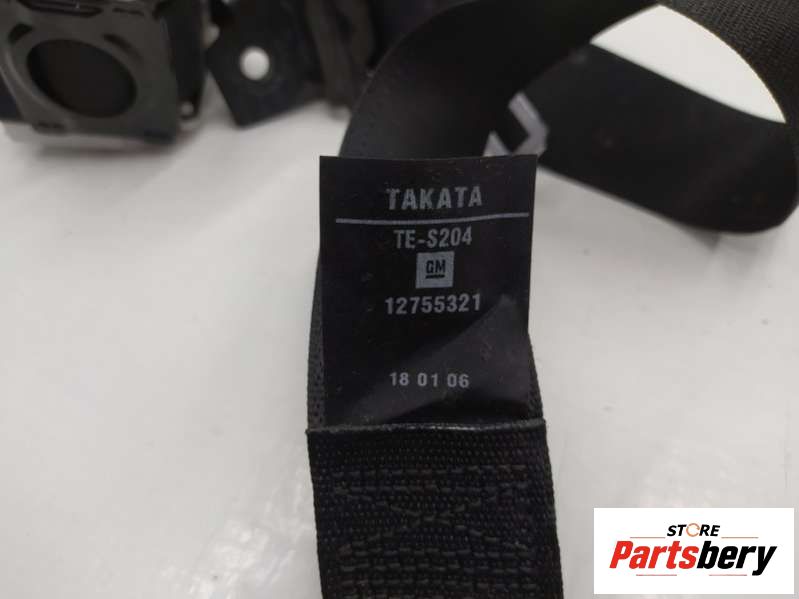 TAKATA
TE-S204
GM
12755321
18 01 06
STORE
Partsbery